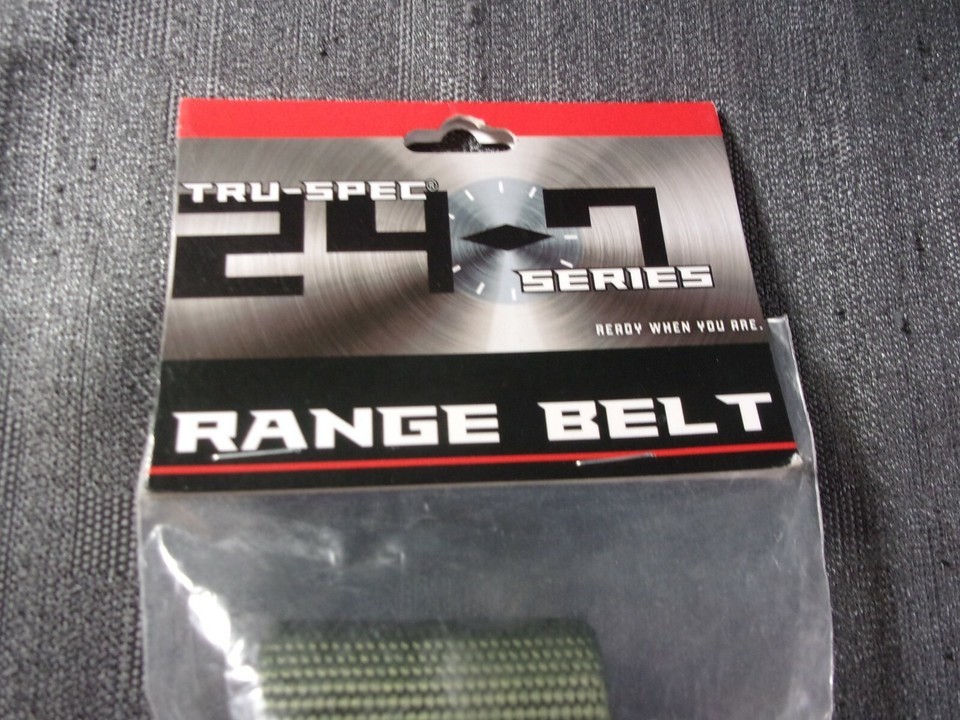 TRU-SPEC®
24 7
SERIES
READY WHEN YOU ARE.
RANGE BELT